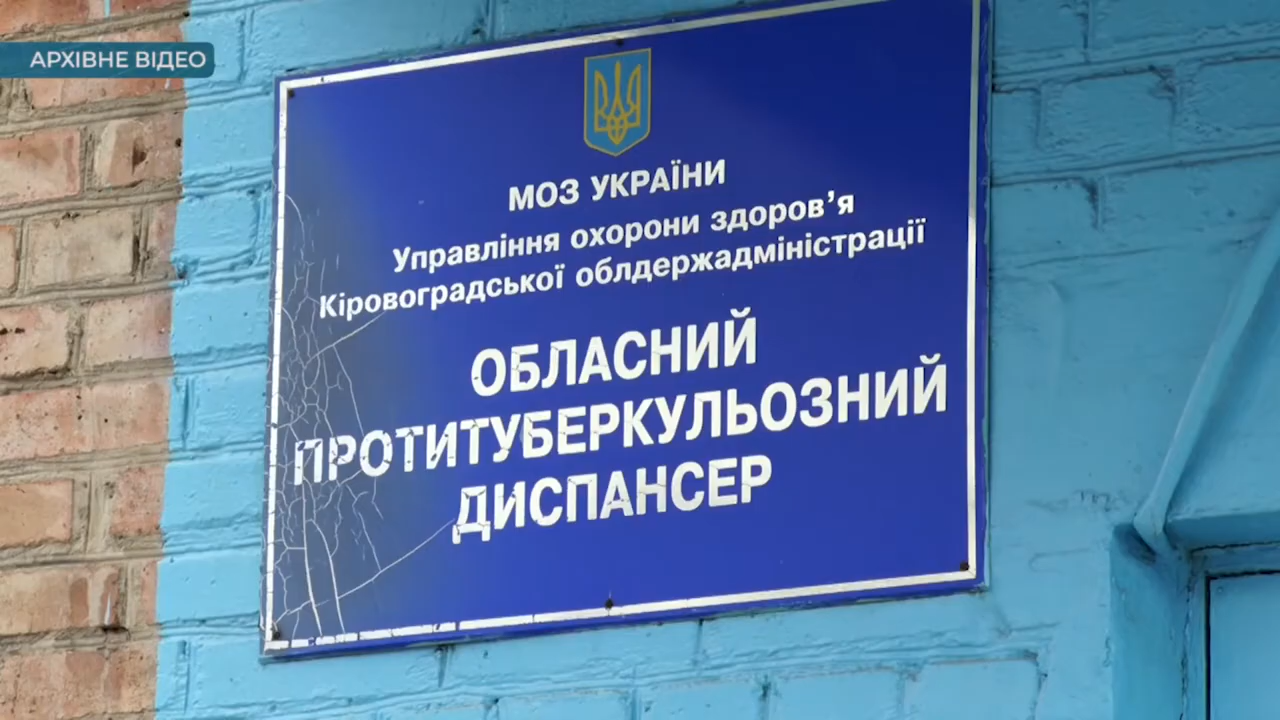 АРХІВНЕ ВІДЕО
МОЗ УКРАЇНИ
Управління охорони здоров’я
Кіровоградської облдержадміністрації
ОБЛАСНИЙ
ПРОТИТУБЕРКУЛЬОЗНИЙ
ДИСПАНСЕР